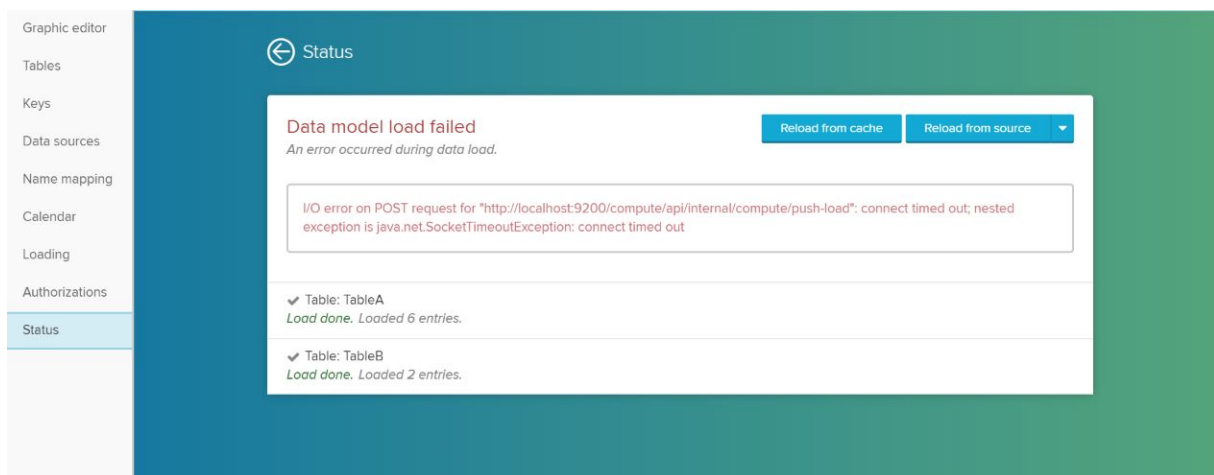 Graphic editor
Tables
Keys
Data sources
Name mapping
Calendar
Loading
Authorizations
Status
Status
Data model load failed
An error occurred during data load.
Reload from cache
Reload from source
I/O error on POST request for "http://localhost:9200/compute/api/internal/compute/push-load": connect timed out; nested
exception is java.net.SocketTimeoutException: connect timed out
Table: TableA
Load done. Loaded 6 entries.
Table: TableB
Load done. Loaded 2 entries.